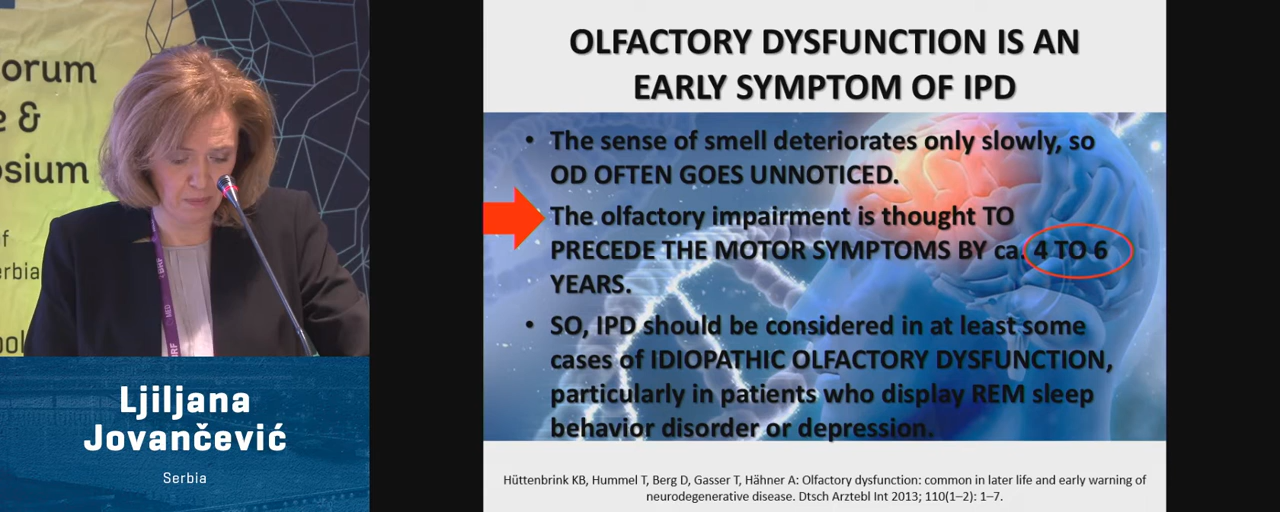 orum
e &
osium
f
erbia
ool
BRF
MED
BRF
Ljiljana
Jovančević
Serbia
OLFACTORY DYSFUNCTION IS AN
EARLY SYMPTOM OF IPD
• The sense of smell deteriorates only slowly, so
OD OFTEN GOES UNNOTICED.
The olfactory impairment is thought TO
PRECEDE THE MOTOR SYMPTOMS BY ca. 4 TO 6
YEARS.
• SO, IPD should be considered in at least some
cases of IDIOPATHIC OLFACTORY DYSFUNCTION,
particularly in patients who display REM sleep
behavior disorder or depression.
Hüttenbrink KB, Hummel T, Berg D, Gasser T, Hähner A: Olfactory dysfunction: common in later life and early warning of
neurodegenerative disease. Dtsch Arztebl Int 2013; 110(1–2): 1–7.